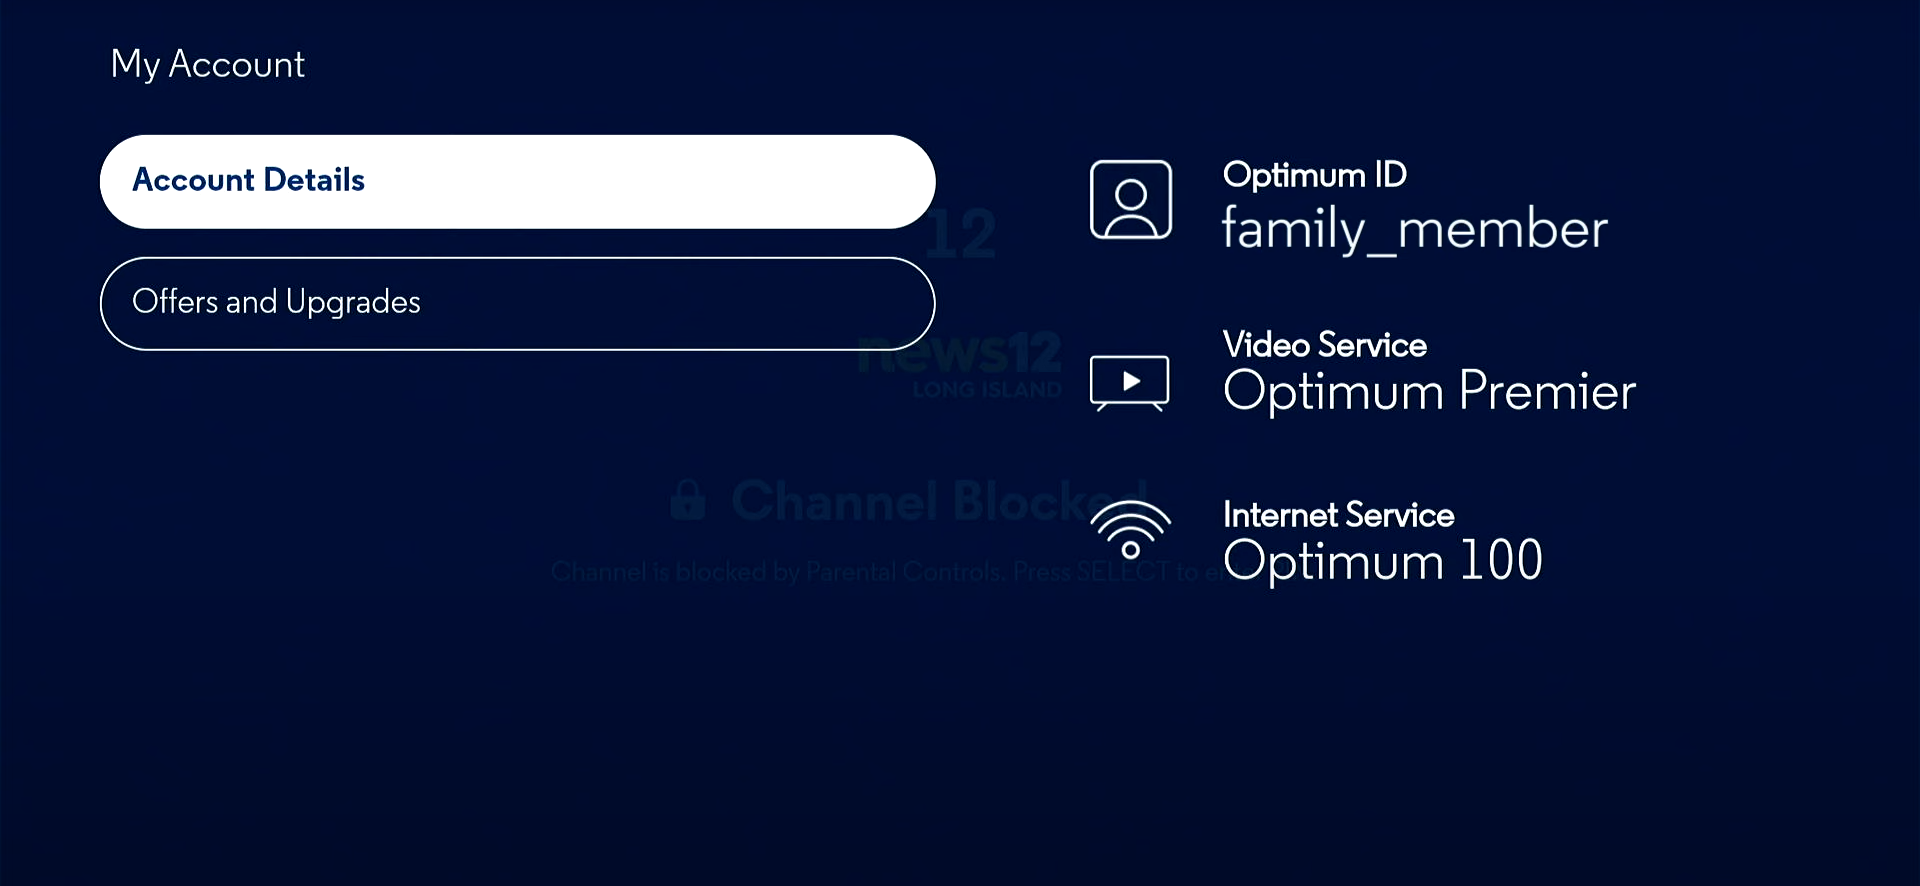 My Account
Account Details
Offers and Upgrades
Optimum ID
family_member
Video Service
Optimum Premier
Internet Service
Optimum 100
12
news12
LONG ISLAND
Channel Blocked
Channel is blocked by Parental Controls. Press SELECT to